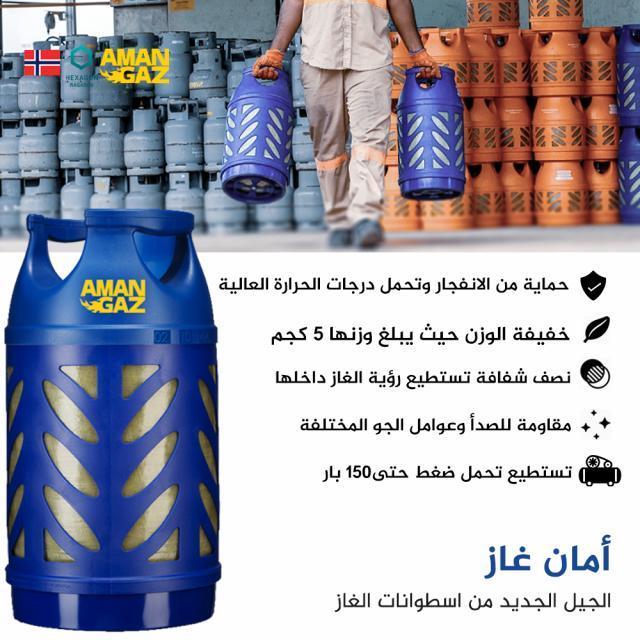 AMAN
GAZ
HEXAGON
RAGASCO
AMAN
GAZ
حماية من الانفجار وتحمل درجات الحرارة العالية
خفيفة الوزن حيث يبلغ وزنها 5 كجم
نصف شفافة تستطيع رؤية الغاز داخلها
مقاومة للصدأ وعوامل الجو المختلفة
تستطيع تحمل ضغط حتى150 بار
أمان غاز
الجيل الجديد من اسطوانات الغاز